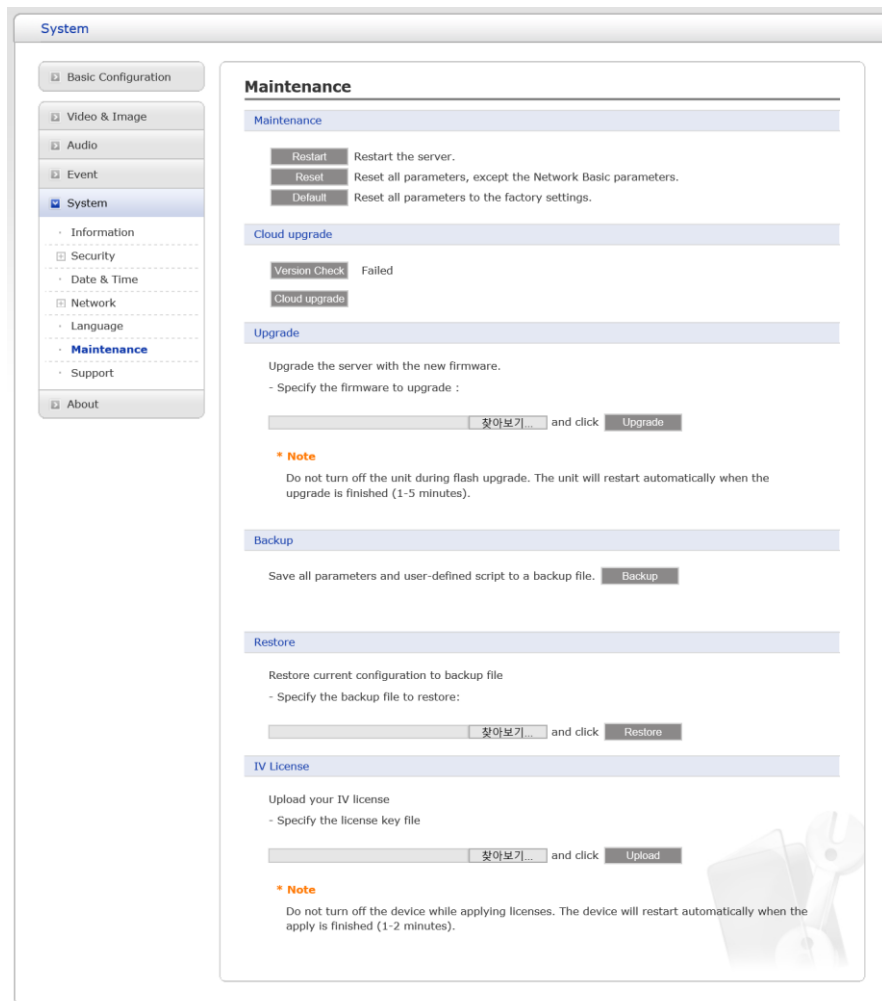 System
Basic Configuration
Video & Image
Audio
Event
System
· Information
Security
· Date & Time
Network
· Language
· Maintenance
· Support
About
Maintenance
Maintenance
Restart Restart the server.
Reset Reset all parameters, except the Network Basic parameters.
Default Reset all parameters to the factory settings.
Cloud upgrade
Version Check Failed
Cloud upgrade
Upgrade
Upgrade the server with the new firmware.
- Specify the firmware to upgrade :
찾아보기... and click Upgrade
* Note
Do not turn off the unit during flash upgrade. The unit will restart automatically when the
upgrade is finished (1-5 minutes).
Backup
Save all parameters and user-defined script to a backup file. Backup
Restore
Restore current configuration to backup file
- Specify the backup file to restore:
찾아보기... and click Restore
IV License
Upload your IV license
- Specify the license key file
찾아보기... and click Upload
* Note
Do not turn off the device while applying licenses. The device will restart automatically when the
apply is finished (1-2 minutes).